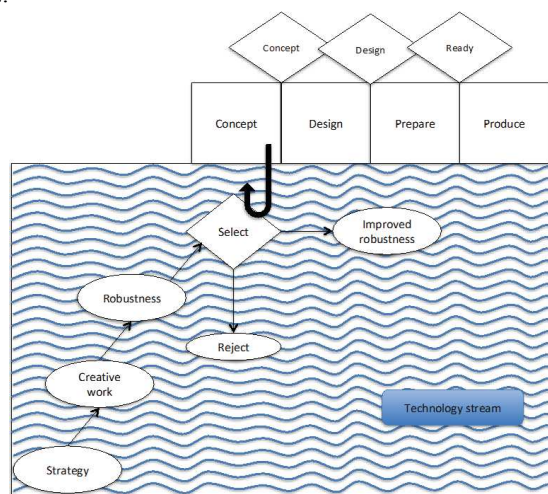 Concept
Design
Ready
Concept
Design
Prepare
Produce
Select
Improved
robustness
Robustness
Reject
Creative
work
Technology stream
Strategy